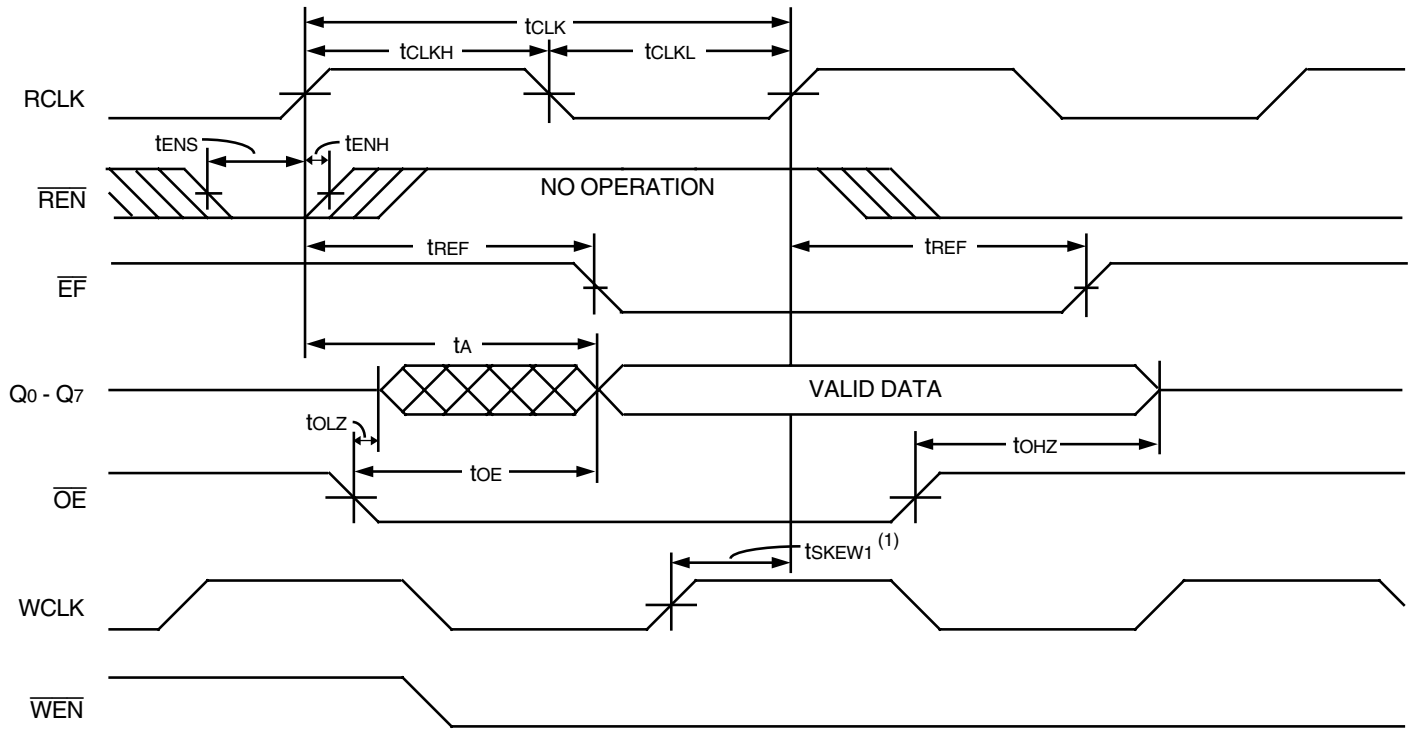 tCLK
tCLKH tCLKL
RCLK
tENS tENH
REN NO OPERATION
tREF tREF
EF
tA
Q0 - Q7 VALID DATA
tOLZ
tOE tOHZ
OE
tSKEW1 (1)
WCLK
WEN